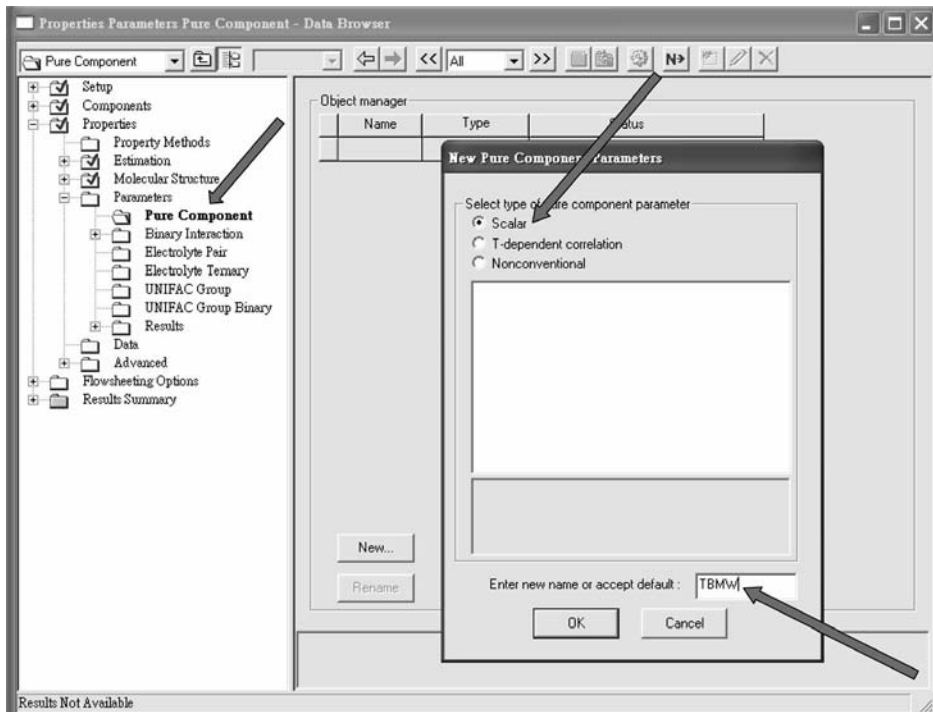 Properties Parameters Pure Component - Data Browser
Pure Component
<<
All
>>
N
Setup
Components
Properties
Property Methods
Estimation
Molecular Structure
Parameters
Pure Component
Binary Interaction
Electrolyte Pair
Electrolyte Ternary
UNIFAC Group
UNIFAC Group Binary
Results
Data
Advanced
Flowsheeting Options
Results Summary
Object manager
Name Type Status
New Pure Component Parameters
Select type of pure component parameter
Scalar
T-dependent correlation
Nonconventional
New...
Rename
Enter new name or accept default : TBMW
OK Cancel
Results Not Available